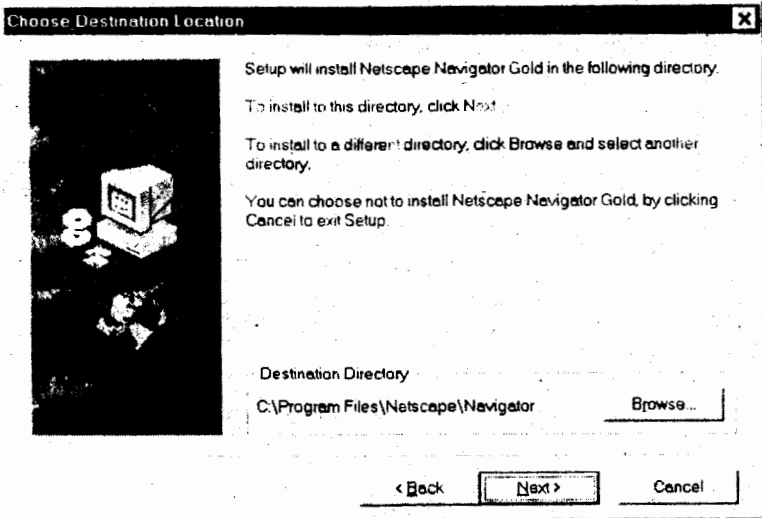 Choose Destination Location
Setup will install Netscape Navigator Gold in the following directory.
To install to this directory, click Next.
To install to a different directory, click Browse and select another
directory.
You can choose not to install Netscape Navigator Gold, by clicking
Cancel to exit Setup.
Destination Directory
C:\Program Files\Netscape\Navigator
Browse...
< Back
Next >
Cancel